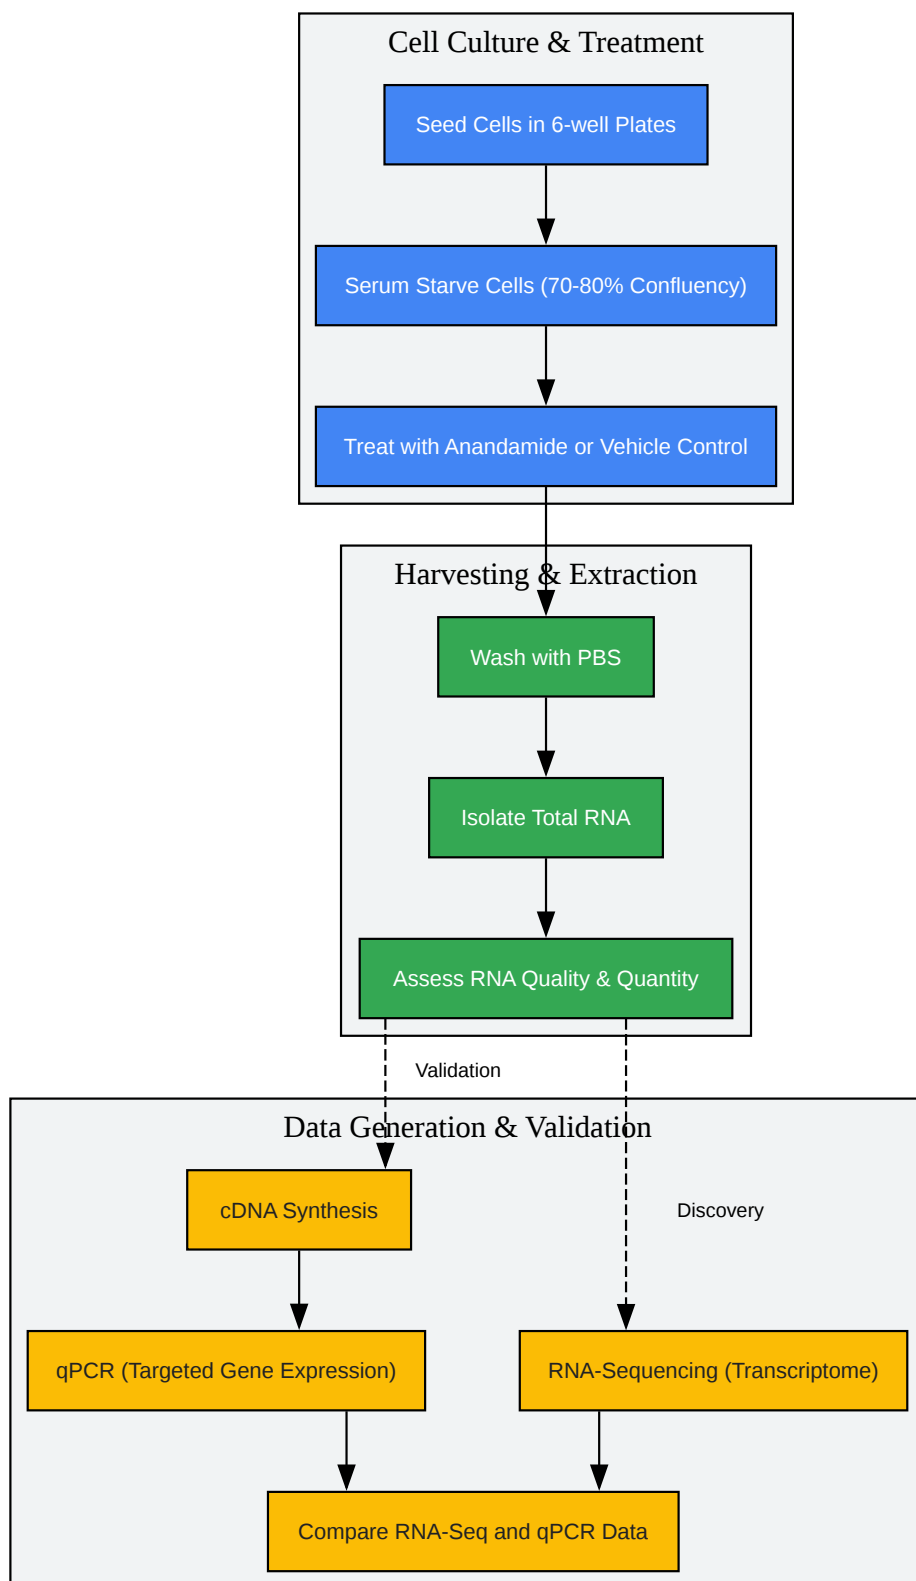 Cell Culture & Treatment
Seed Cells in 6-well Plates
Serum Starve Cells (70-80% Confluency)
Treat with Anandamide or Vehicle Control
Harvesting & Extraction
Wash with PBS
Isolate Total RNA
Assess RNA Quality & Quantity
Validation
Data Generation & Validation
cDNA Synthesis
Discovery
qPCR (Targeted Gene Expression)
RNA-Sequencing (Transcriptome)
Compare RNA-Seq and qPCR Data